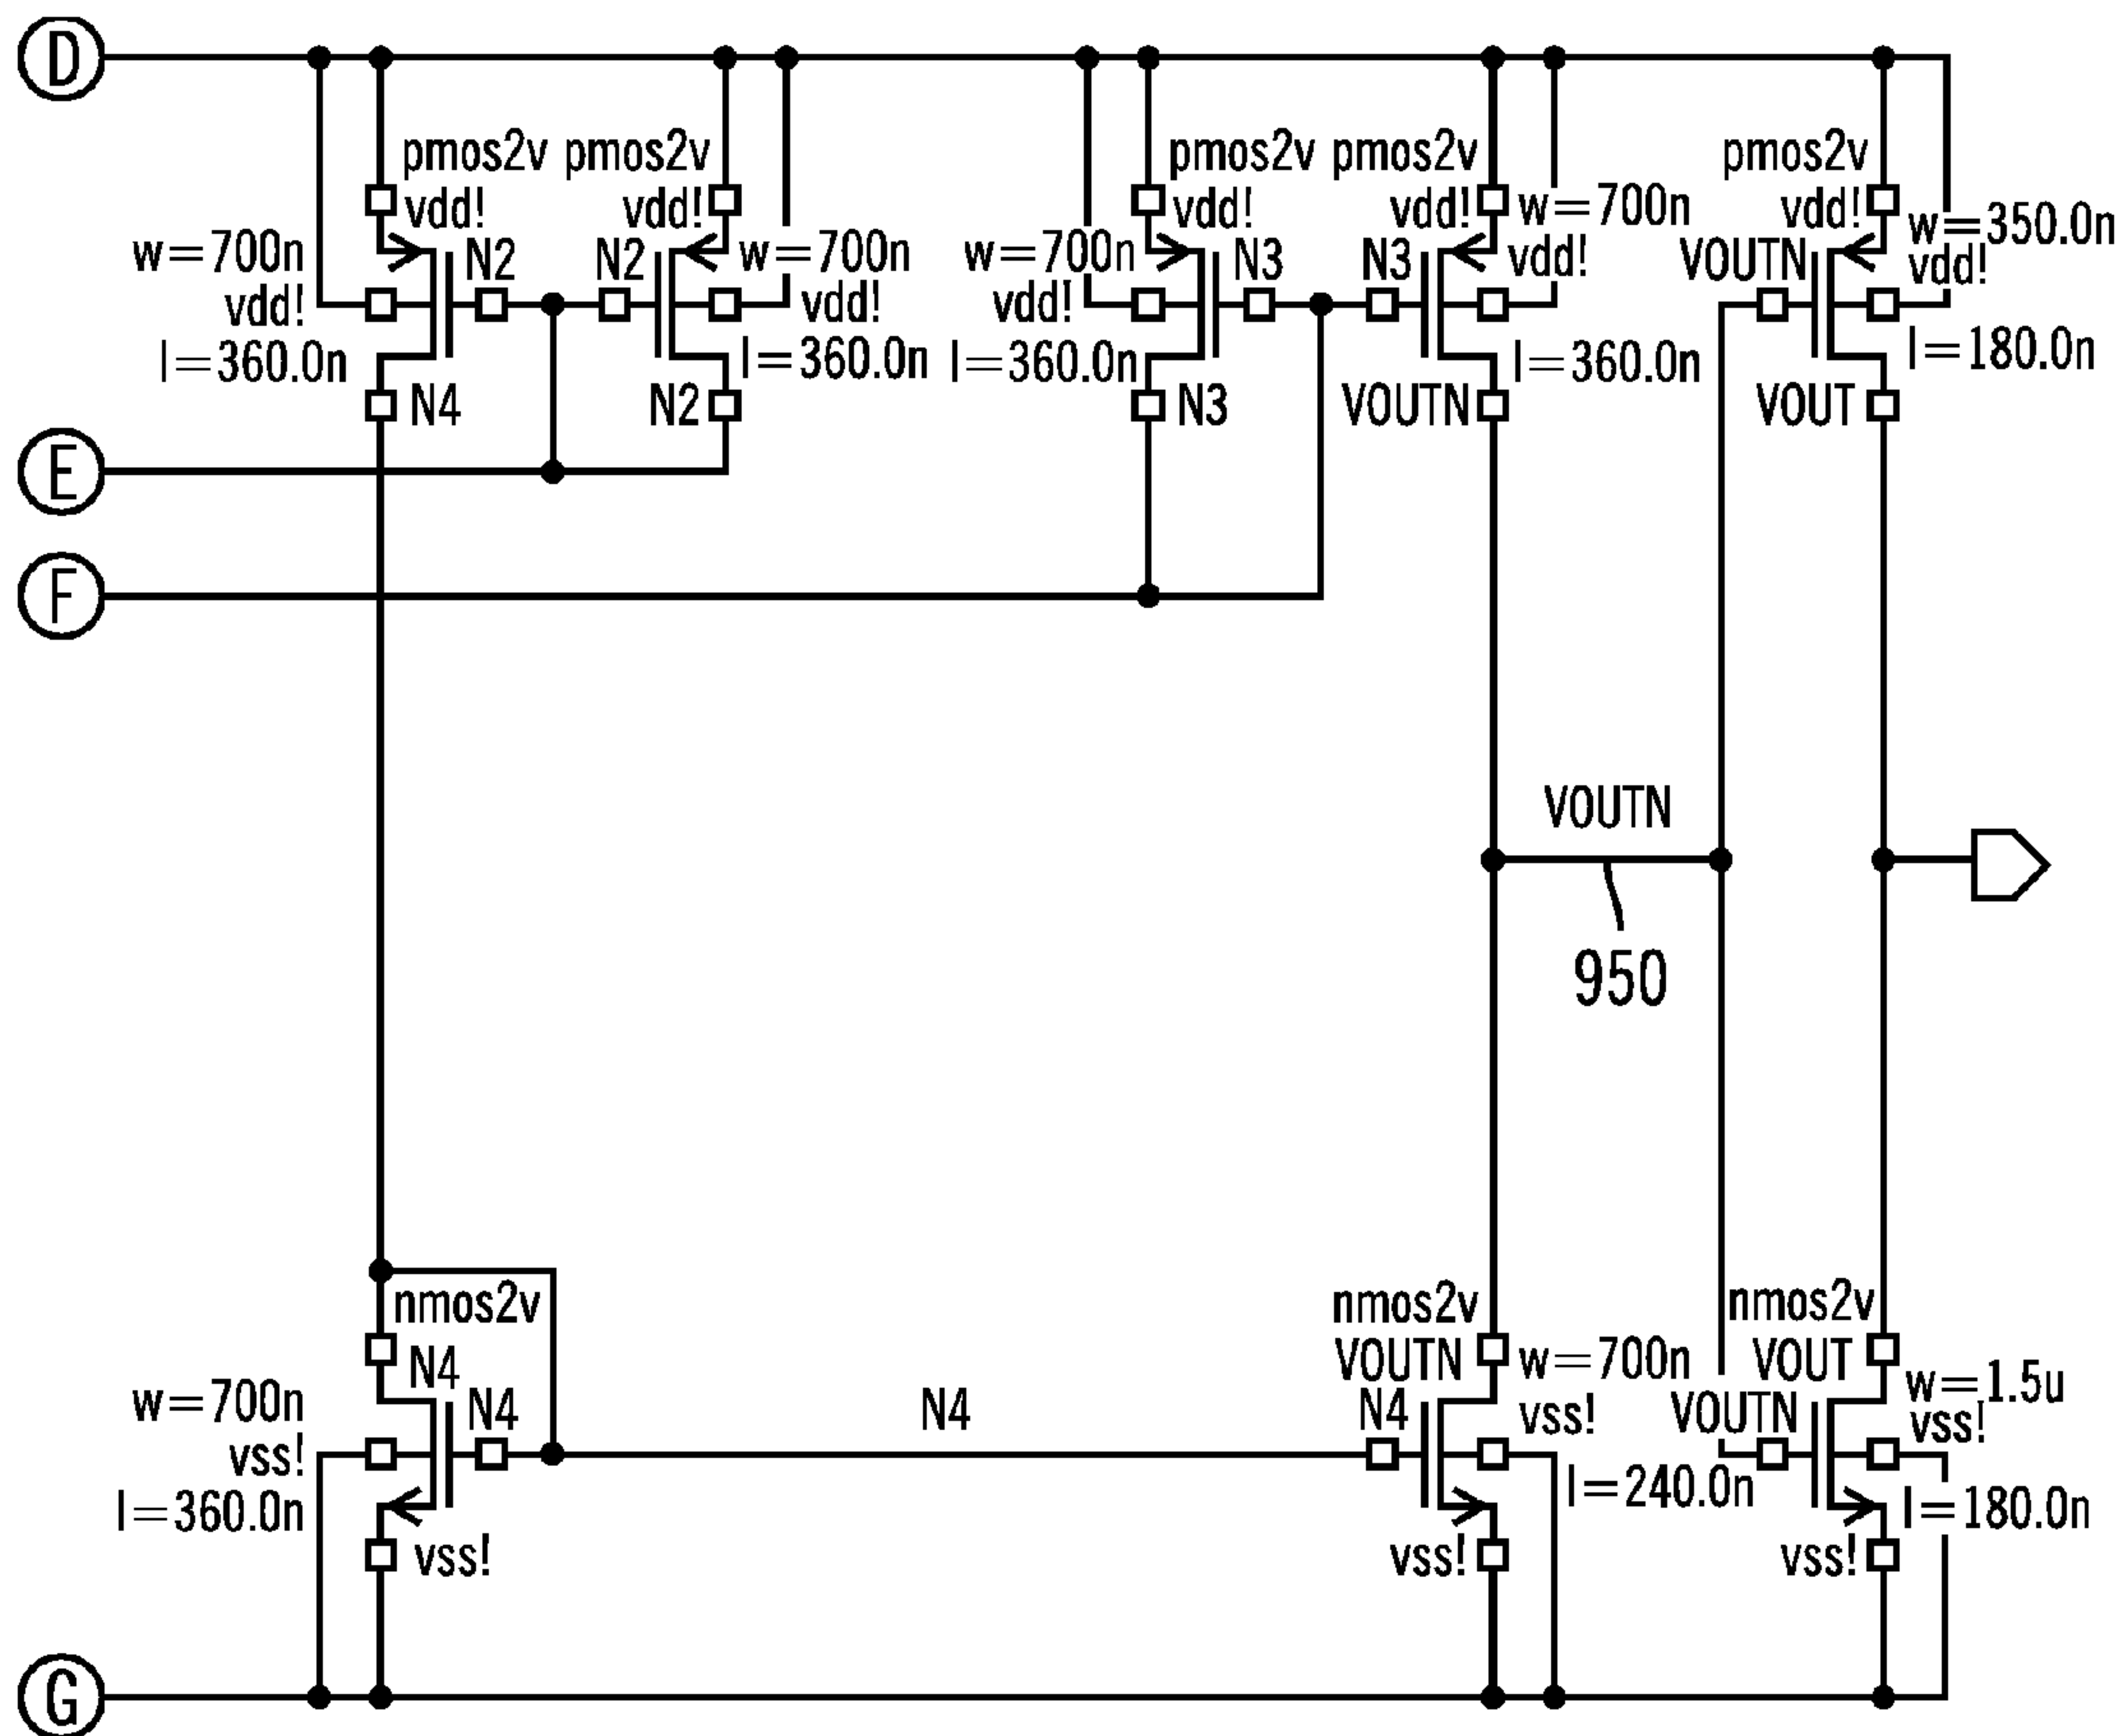 D
pmos2v pmos2v pmos2v pmos2v pmos2v
vdd! vdd! vdd! vdd! w=700n vdd! w=350.0n
w=700n N2 N2 w=700n w=700n N3 N3 vdd! VOUTN vdd!
vdd! vdd! vdd!
l=360.0n l=360.0n l=360.0n l=360.0n l=180.0n
N4 N2 N3 VOUTN VOUT
E
F
VOUTN
950
nmos2v nmos2v nmos2v
N4 VOUTN w=700n VOUT w=1.5u
w=700n N4 N4 N4 vss! VOUTN vss!
vss!
l=360.0n l=240.0n l=180.0n
vss! vss! vss!
G